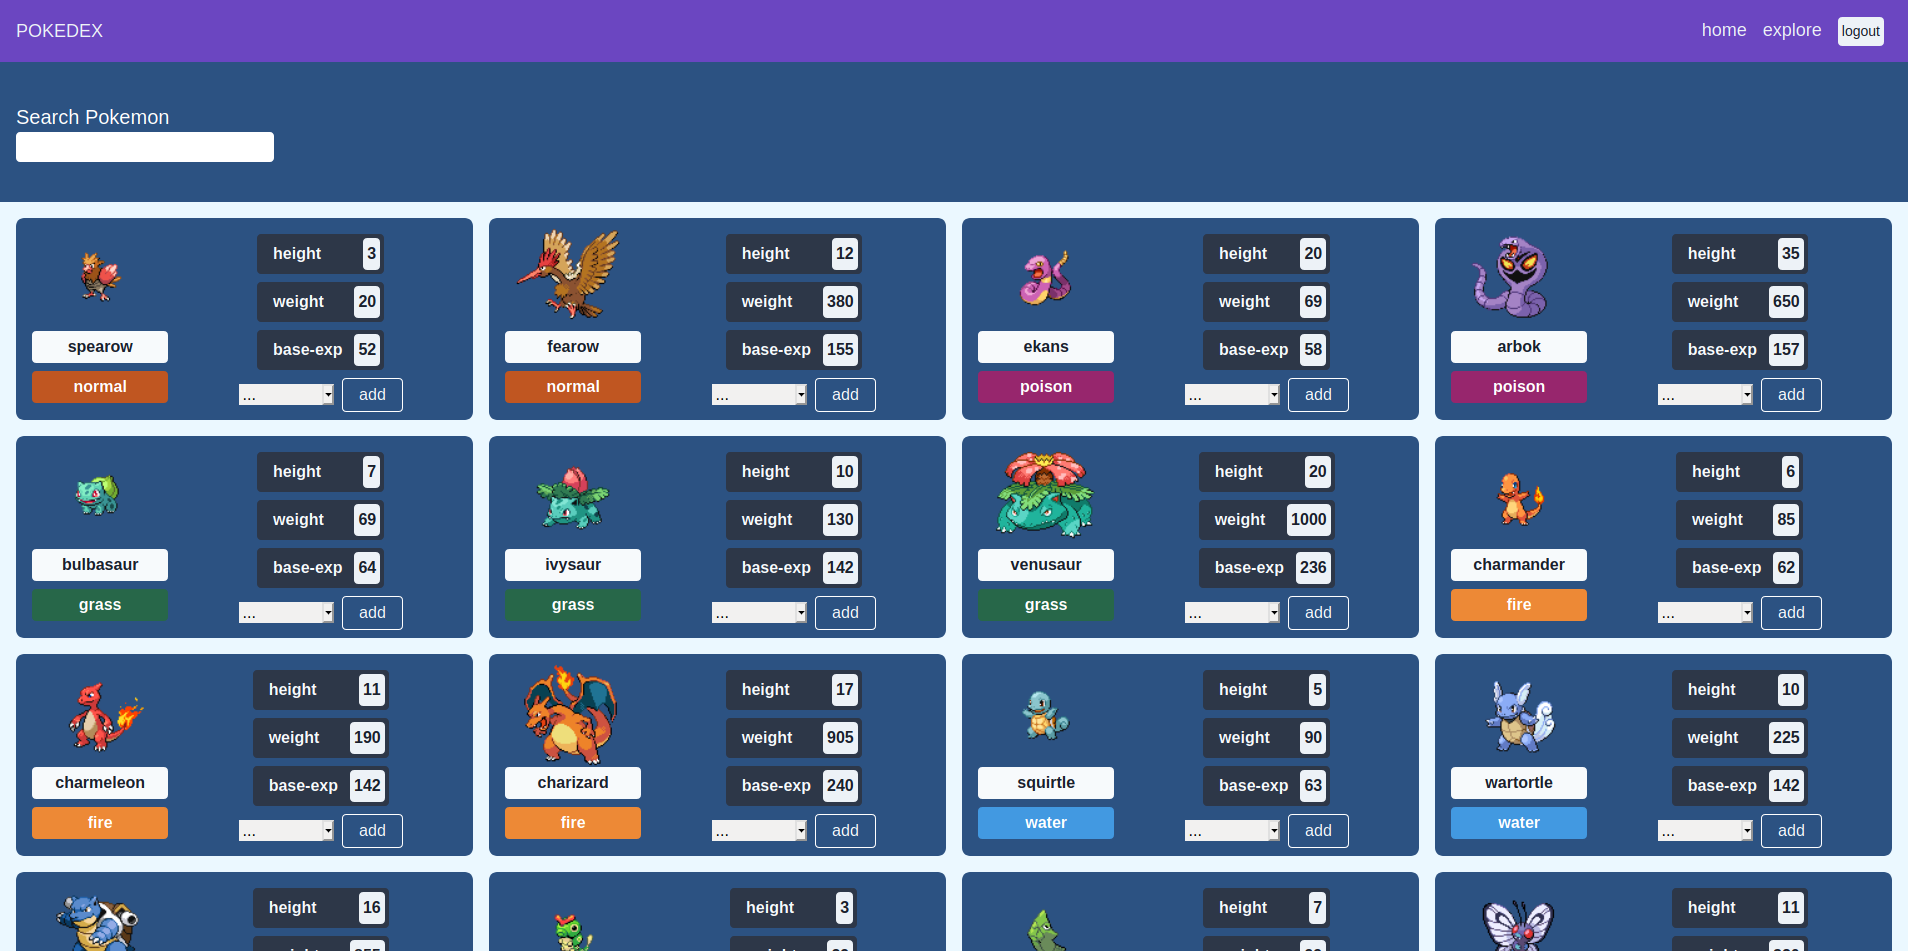 POKEDEX
home explore logout
Search Pokemon
height 3
weight 20
base-exp 52
spearow
normal
... add
height 12
weight 380
base-exp 155
fearow
normal
... add
height 20
weight 69
base-exp 58
ekans
poison
... add
height 35
weight 650
base-exp 157
arbok
poison
... add
height 7
weight 69
base-exp 64
bulbasaur
grass
... add
height 10
weight 130
base-exp 142
ivysaur
grass
... add
height 20
weight 1000
base-exp 236
venusaur
grass
... add
height 6
weight 85
base-exp 62
charmander
fire
... add
height 11
weight 190
base-exp 142
charmeleon
fire
... add
height 17
weight 905
base-exp 240
charizard
fire
... add
height 5
weight 90
base-exp 63
squirtle
water
... add
height 10
weight 225
base-exp 142
wartortle
water
... add
height 16
height 3
height 7
height 11